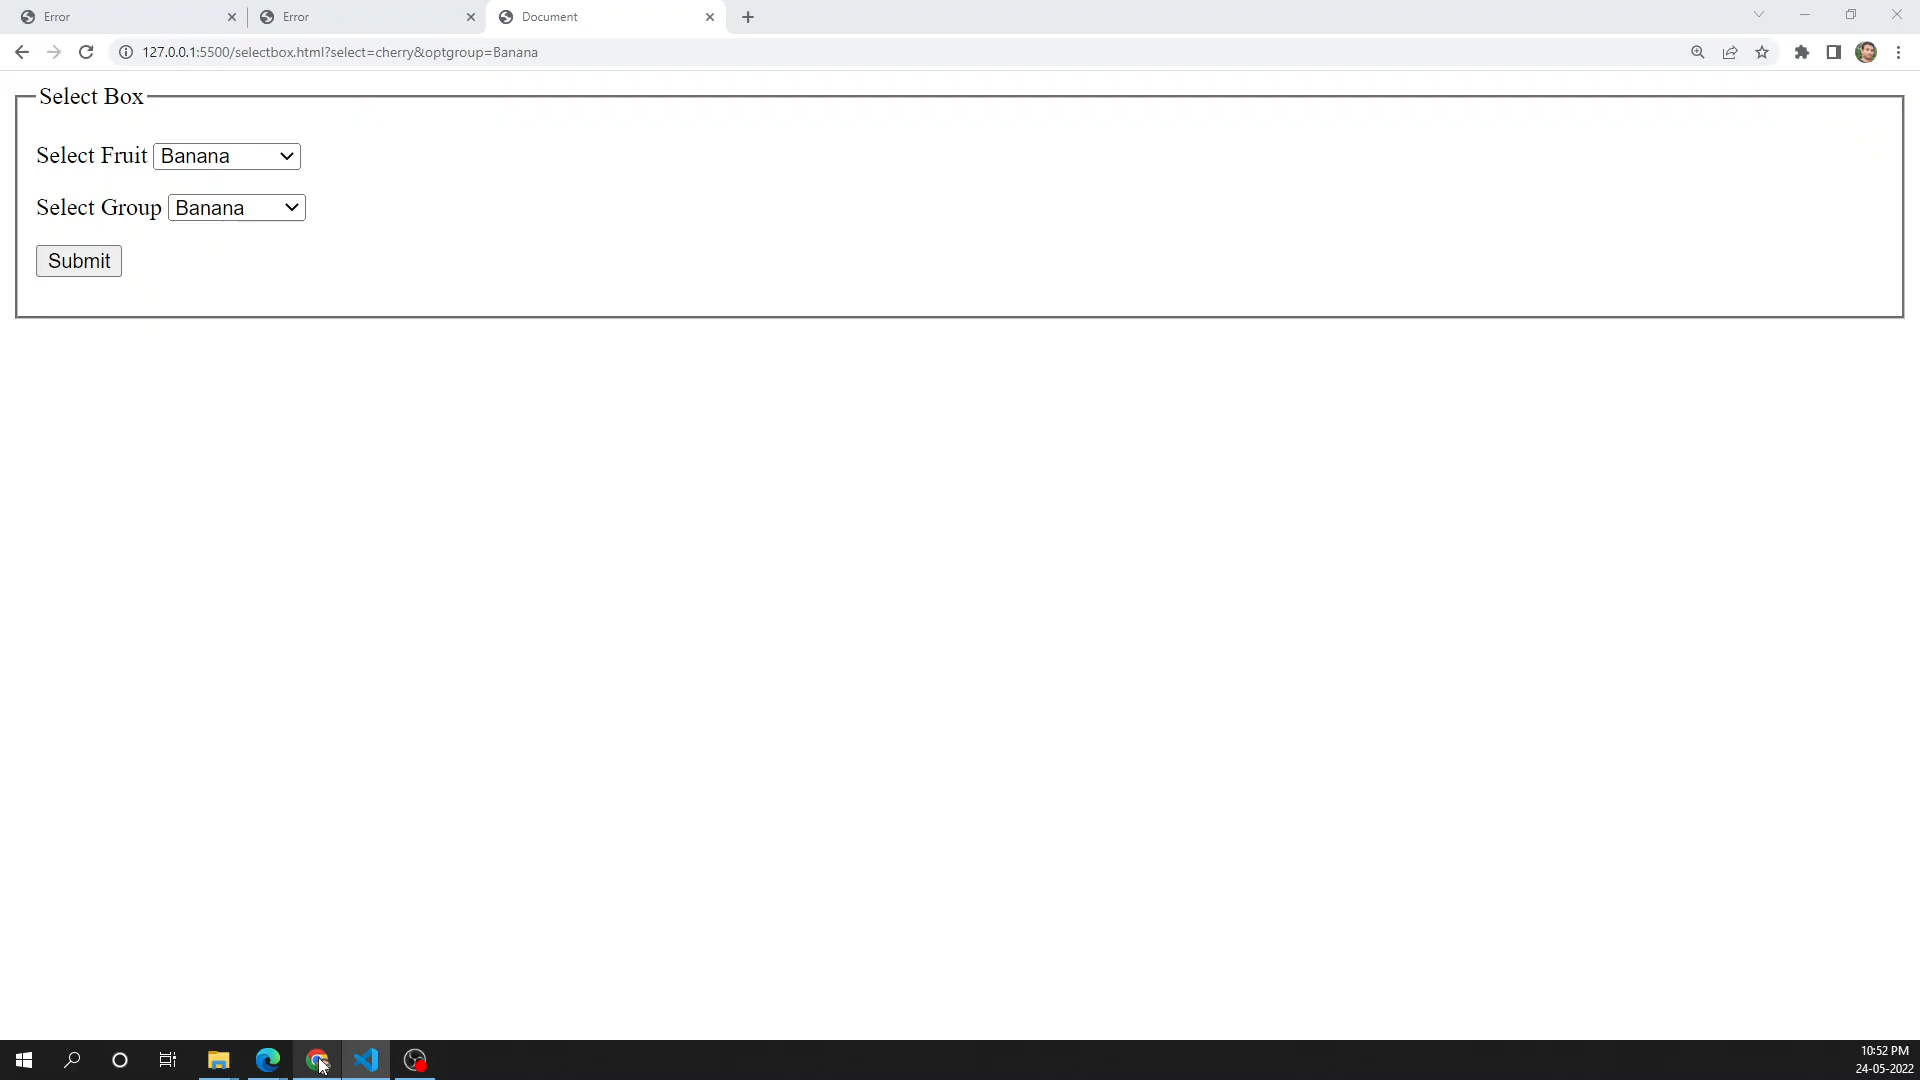 Error
Error
Document
127.0.0.1:5500/selectbox.html?select=cherry&optgroup=Banana
Select Box
Select Fruit Banana
Select Group Banana
Submit
10:52 PM
24-05-2022